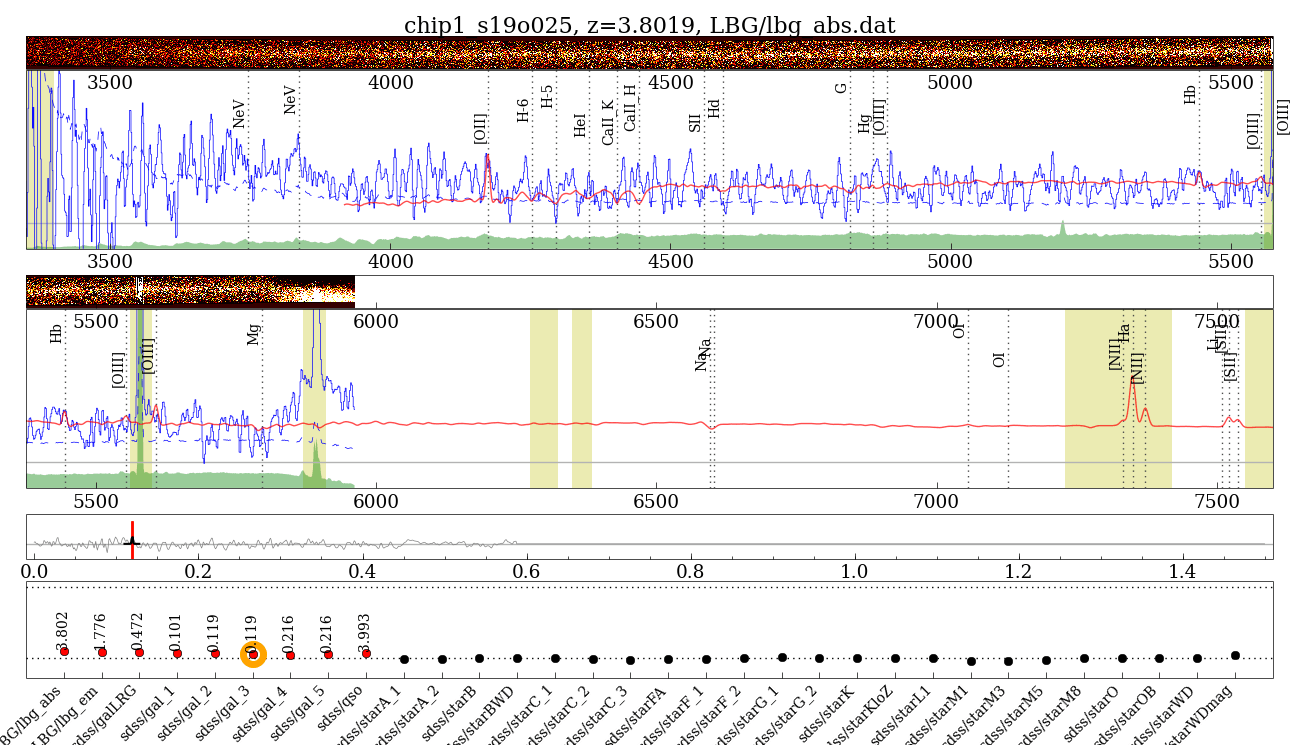 chip1_s19o025, z=3.8019, LBG/lbg_abs.dat
3500 4000 4500 5000 5500
NeV NeV [OII] H-6 H-5 HeI CaII_K CaII_H SII Hd G Hg [OIII] Hb [OIII] [OIII]
3500 4000 4500 5000 5500
5500 6000 6500 7000 7500
Hb [OIII] [OIII] Mg Na Na OI OI [NII] Ha [NII] Li [SII] [SII]
5500 6000 6500 7000 7500
0.0 0.2 0.4 0.6 0.8 1.0 1.2 1.4
3.802 1.776 0.472 0.101 0.119 0.119 0.216 0.216 3.993
BG/lbg_abs LBG/lbg_em sdss/galLRG sdss/gal_1 sdss/gal_2 sdss/gal_3 sdss/gal_4 sdss/gal_5 sdss/qso sdss/starA_1 sdss/starA_2 sdss/starB sdss/starBWD sdss/starC_1 sdss/starC_2 sdss/starC_3 sdss/starFA sdss/starF_1 sdss/starF_2 sdss/starG_1 sdss/starG_2 sdss/starK sdss/starKloZ sdss/starL1 sdss/starM1 sdss/starM3 sdss/starM5 sdss/starM8 sdss/starO sdss/starOB sdss/starWD /starWDmag